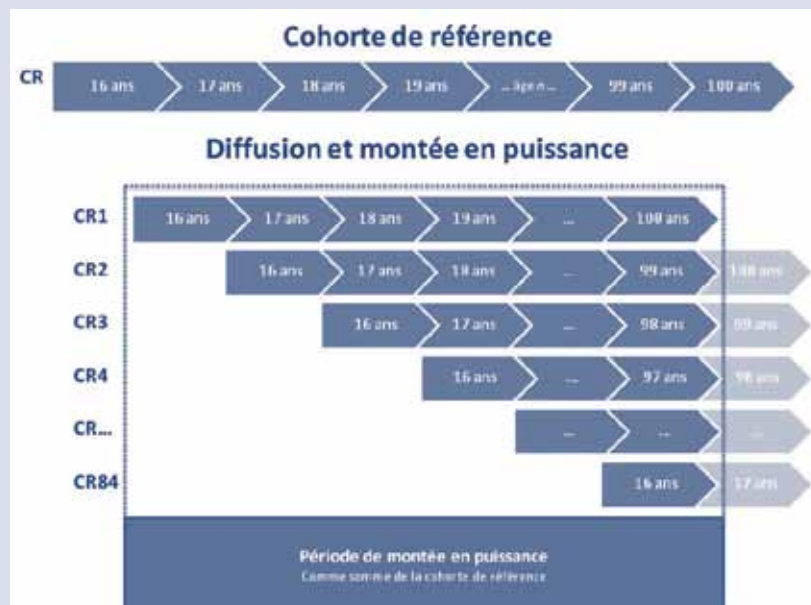 Cohorte de référence
CR 16 ans 17 ans 18 ans 19 ans ... âge n ... 99 ans 100 ans
Diffusion et montée en puissance
CR1 16 ans 17 ans 18 ans 19 ans ... 100 ans
CR2 16 ans 17 ans 18 ans ... 99 ans 100 ans
CR3 16 ans 17 ans ... 98 ans 99 ans
CR4 16 ans ... 97 ans 98 ans
CR... ... ... ...
CR84 16 ans 17 ans
Période de montée en puissance
Comme somme de la cohorte de référence